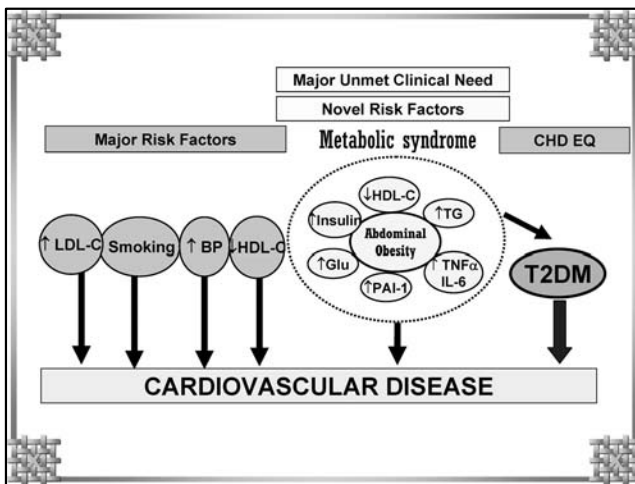 Major Unmet Clinical Need
Novel Risk Factors
Major Risk Factors
Metabolic syndrome
CHD EQ
↑ LDL-C
Smoking
↑ BP
↓HDL-C
↓HDL-C
↑Insulin
↑TG
Abdominal
Obesity
↑Glu
↑ TNFα
IL-6
↑PAI-1
T2DM
CARDIOVASCULAR DISEASE